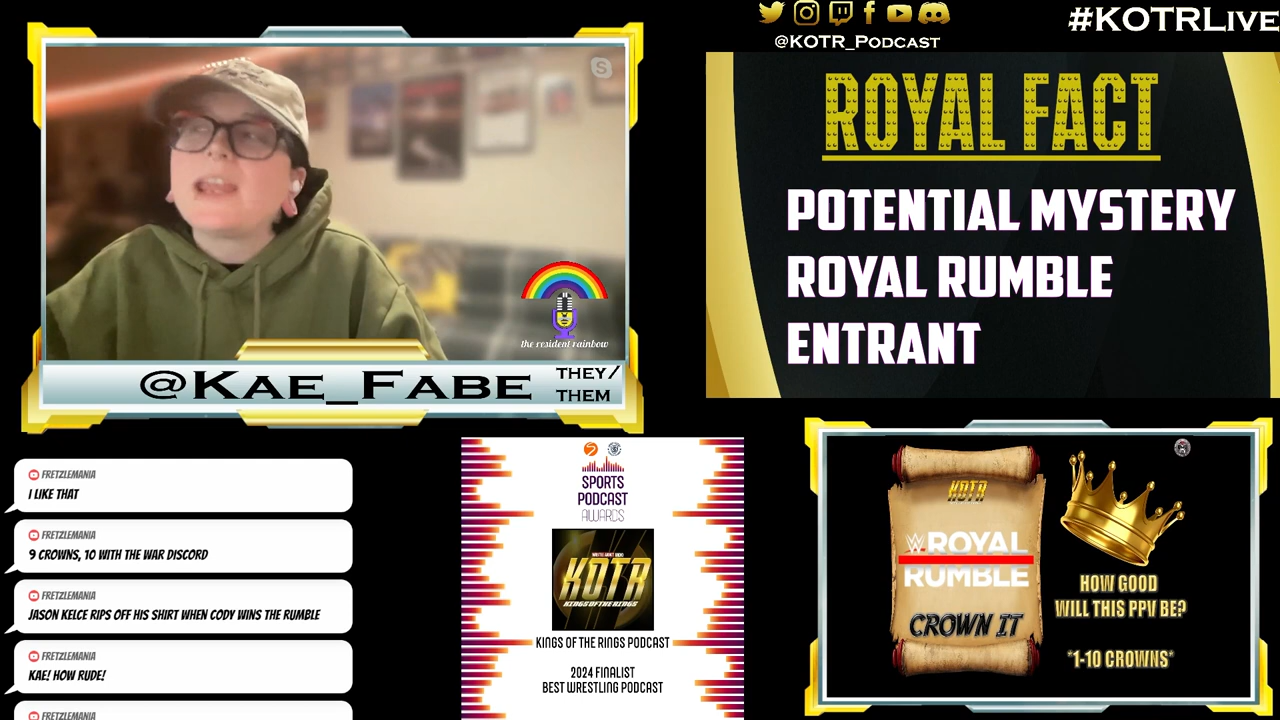 @KOTR_PODCAST
#KOTRLIVE
ROYAL FACT
POTENTIAL MYSTERY
ROYAL RUMBLE
ENTRANT
the resident rainbow
@KAE_FABE
THEY/
THEM
FRETZLEMANIA
I LIKE THAT
FRETZLEMANIA
9 CROWNS, 10 WITH THE WAR DISCORD
FRETZLEMANIA
JASON KELCE RIPS OFF HIS SHIRT WHEN CODY WINS THE RUMBLE
FRETZLEMANIA
KAE! HOW RUDE!
FRETZLEMANIA
SPORTS
PODCAST
AWARDS
KOTR
KINGS OF THE RINGS
KINGS OF THE RINGS PODCAST
2024 FINALIST
BEST WRESTLING PODCAST
KOTR
W ROYAL
RUMBLE
CROWN IT
HOW GOOD
WILL THIS PPV BE?
*1-10 CROWNS*